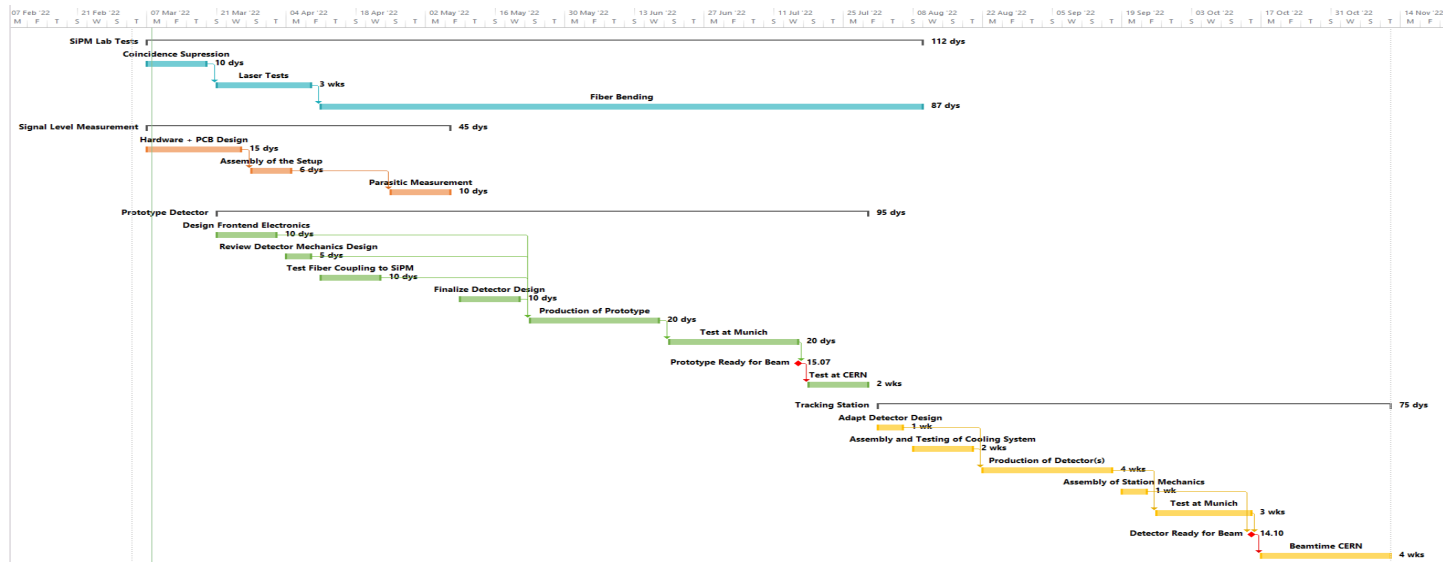 07 Feb '22 21 Feb '22 07 Mar '22 21 Mar '22 04 Apr '22 18 Apr '22 02 May '22 16 May '22 30 May '22 13 Jun '22 27 Jun '22 11 Jul '22 25 Jul '22 08 Aug '22 22 Aug '22 05 Sep '22 19 Sep '22 03 Oct '22 17 Oct '22 31 Oct '22 14 Nov '22
M F T S W S T M F T S W S T M F T S W S T M F T S W S T M F T S W S T M F T S W S T M F T S W S T M F T S W S T M F T S W S T M F T S W S T M F
SiPM Lab Tests 112 dys
Coincidence Supression
10 dys
Laser Tests
3 wks
Fiber Bending
87 dys
Signal Level Measurement 45 dys
Hardware + PCB Design
15 dys
Assembly of the Setup
6 dys
Parasitic Measurement
10 dys
Prototype Detector 95 dys
Design Frontend Electronics
10 dys
Review Detector Mechanics Design
5 dys
Test Fiber Coupling to SiPM
10 dys
Finalize Detector Design
10 dys
Production of Prototype
20 dys
Test at Munich
20 dys
Prototype Ready for Beam 15.07
Test at CERN
2 wks
Tracking Station 75 dys
Adapt Detector Design
1 wk
Assembly and Testing of Cooling System
2 wks
Production of Detector(s)
4 wks
Assembly of Station Mechanics
1 wk
Test at Munich
3 wks
Detector Ready for Beam 14.10
Beamtime CERN
4 wks